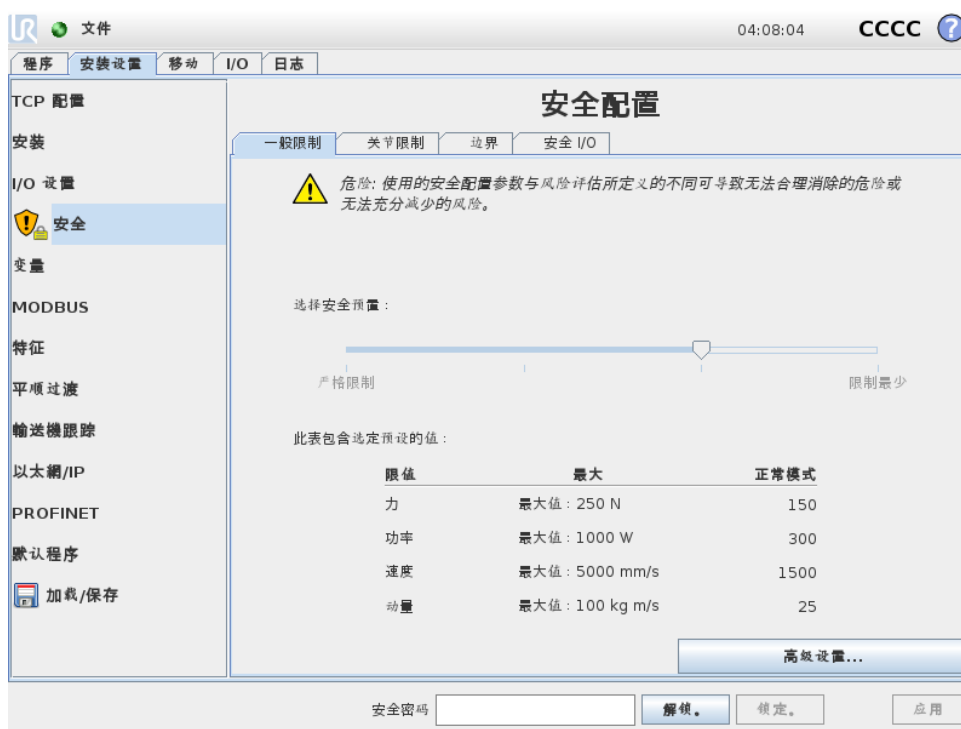 UR 文件 04:08:04 CCCC ?
程序 安装设置 移动 I/O 日志
TCP 配置
安装
I/O 设置
安全
变量
MODBUS
特征
平顺过渡
輸送機跟踪
以太網/IP
PROFINET
默认程序
加载/保存
安全配置
一般限制 关节限制 边界 安全 I/O
危险: 使用的安全配置参数与风险评估所定义的不同可导致无法合理消除的危险或
无法充分减少的风险。
选择安全预置:
严格限制 限制最少
此表包含选定预设的值:
限值 最大 正常模式
力 最大值: 250 N 150
功率 最大值: 1000 W 300
速度 最大值: 5000 mm/s 1500
动量 最大值: 100 kg m/s 25
高级设置...
安全密码 解锁。 锁定。 应用